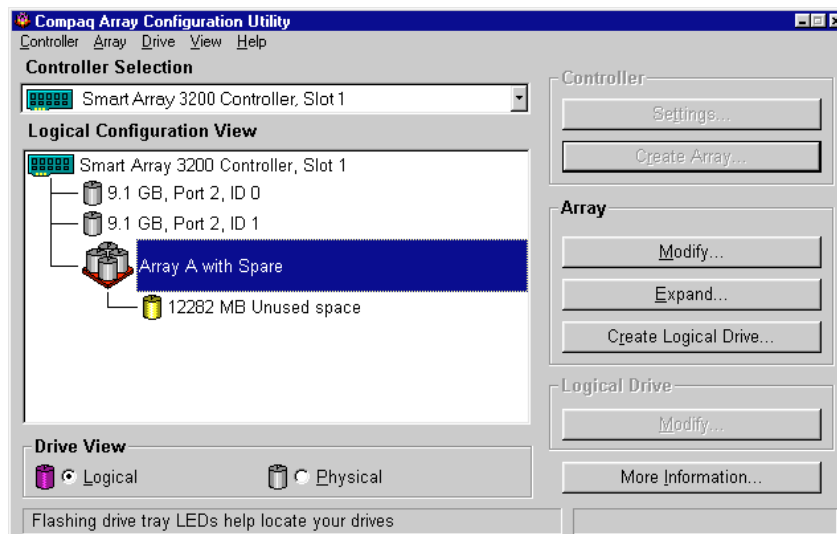 Compaq Array Configuration Utility
Controller Array Drive View Help
Controller Selection
Smart Array 3200 Controller, Slot 1
Logical Configuration View
Smart Array 3200 Controller, Slot 1
9.1 GB, Port 2, ID 0
9.1 GB, Port 2, ID 1
Array A with Spare
12282 MB Unused space
Drive View
Logical
Physical
Flashing drive tray LEDs help locate your drives
Controller
Settings...
Create Array...
Array
Modify...
Expand...
Create Logical Drive...
Logical Drive
Modify...
More Information...